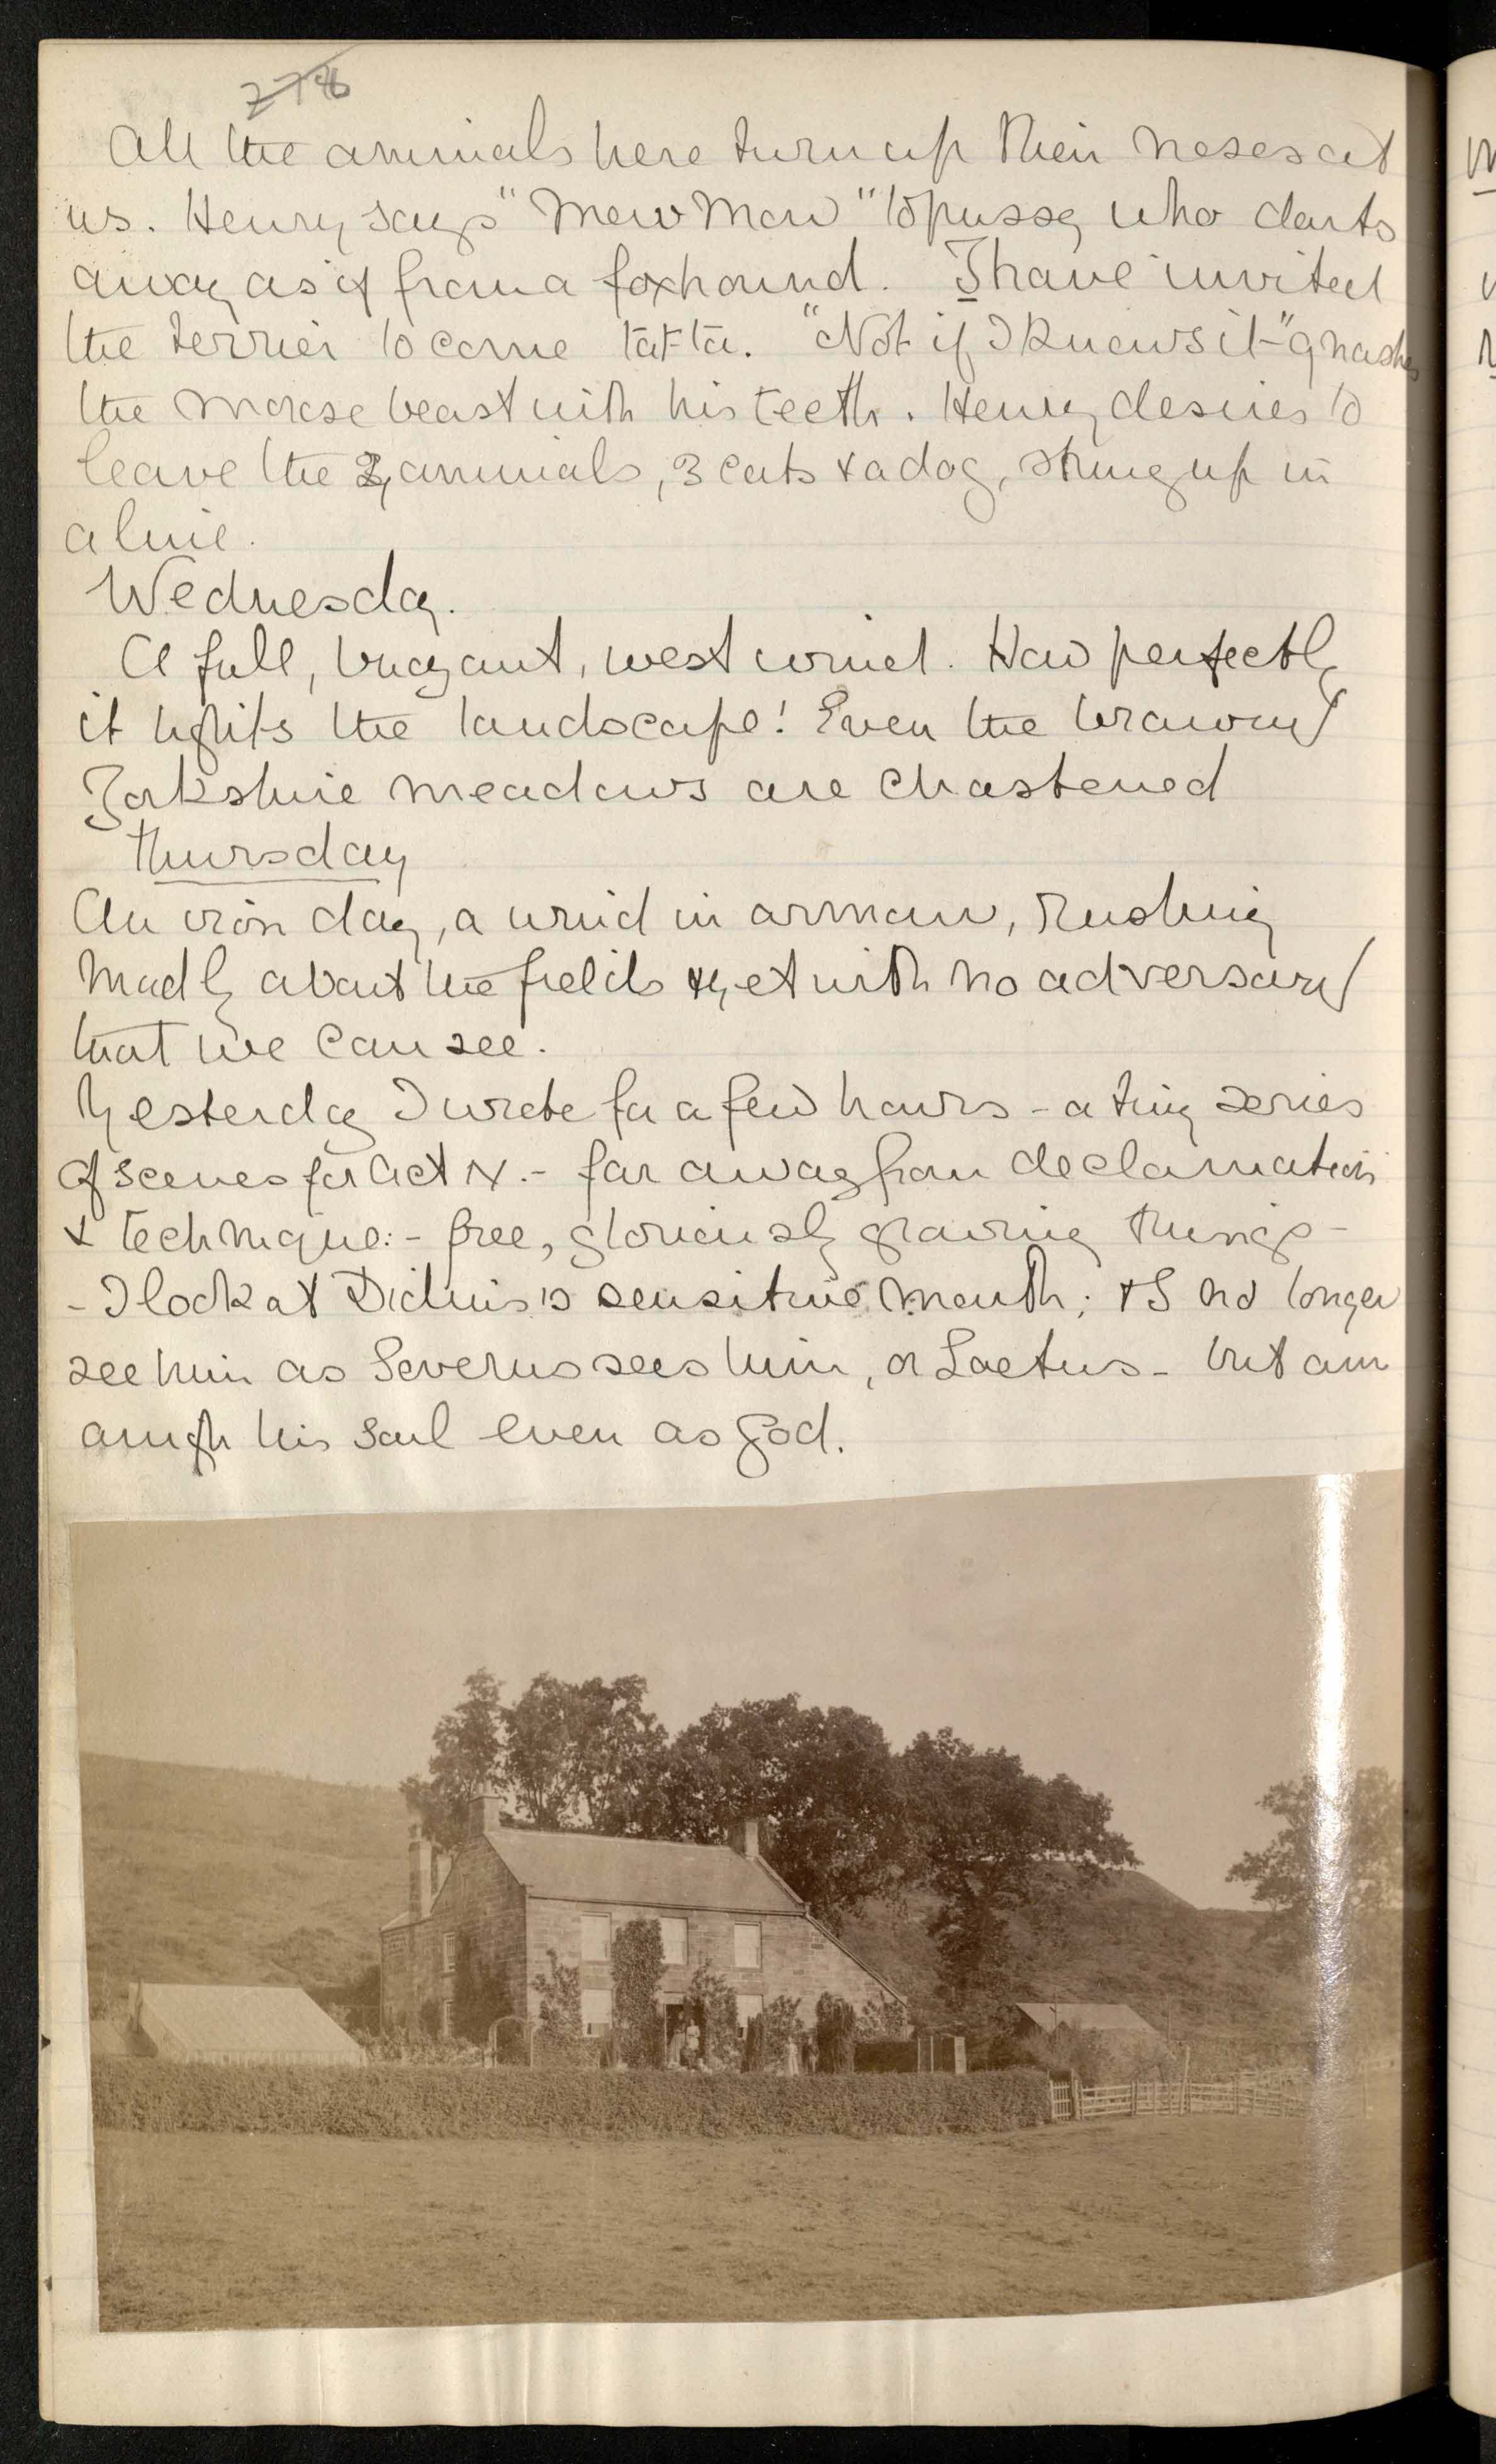 278
All the animals here turn up their noses at
us. Henry says "Mew Mew" to pussy who darts
away as if from a foxhound. I have invited
the terrier to come tat-ta. "Not if I knows it" gnashes
the morose beast with his teeth. Henry desires to
leave the animals, 3 cats & a dog, strung up in
a line.
Wednesday.
A full, buoyant, west wind. How perfectly
it lights the landscape! Even the brawny
Yorkshire meadows are chastened
Thursday
An iron day, a wind in armour, rushing
madly about the fields & yet with no adversary
that we can see.
Yesterday I wrote for a few hours - a tiny series
of scenes for Act IV. - far away from declamation
& technique: - free, gloriously growing things -
- I look at Didius's sensitive mouth; & I no longer
see him as Severus sees him, or Laetus - but am
his soul even as God.